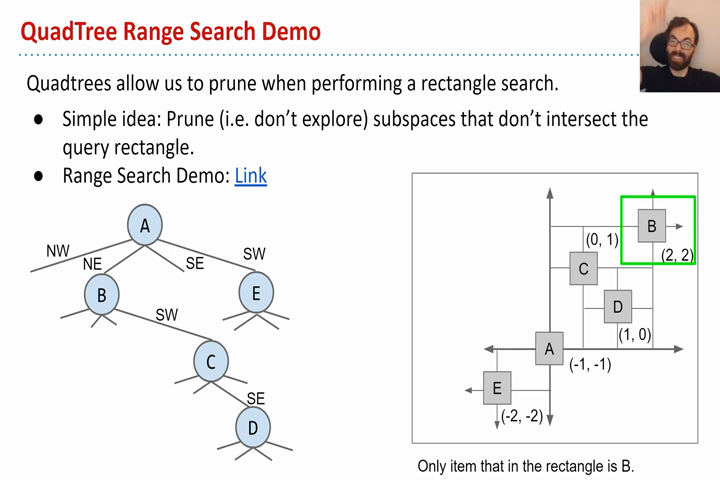 QuadTree Range Search Demo
Quadtrees allow us to prune when performing a rectangle search.
● Simple idea: Prune (i.e. don't explore) subspaces that don't intersect the
query rectangle.
● Range Search Demo: Link
A
NW
NE
SE
SW
B
E
SW
C
SE
D
B
(0, 1)
(2, 2)
C
D
(1, 0)
A
(-1, -1)
E
(-2, -2)
Only item that in the rectangle is B.